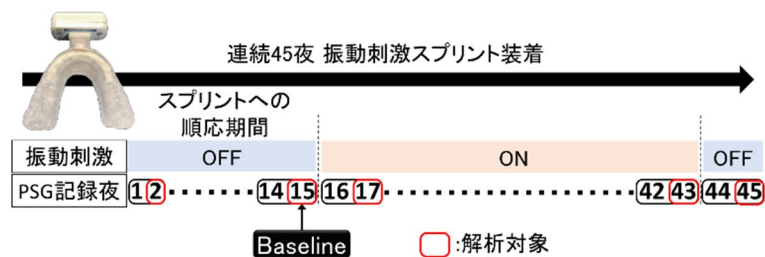 連続45夜 振動刺激スプリント装着
スプリントへの
順応期間
振動刺激 OFF ON OFF
PSG記録夜 1 2 14 15 16 17 42 43 44 45
Baseline
:解析対象